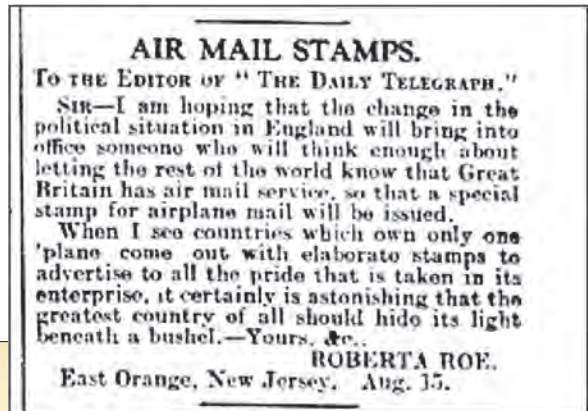 AIR MAIL STAMPS.
TO THE EDITOR OF " THE DAILY TELEGRAPH."
SIR—I am hoping that the change in the
political situation in England will bring into
office someone who will think enough about
letting the rest of the world know that Great
Britain has air mail service, so that a special
stamp for airplane mail will be issued.
When I see countries which own only one
'plane come out with elaborate stamps to
advertise to all the pride that is taken in its
enterprise, it certainly is astonishing that the
greatest country of all should hide its light
beneath a bushel.—Yours, &c.,
ROBERTA ROE.
East Orange, New Jersey. Aug. 15.